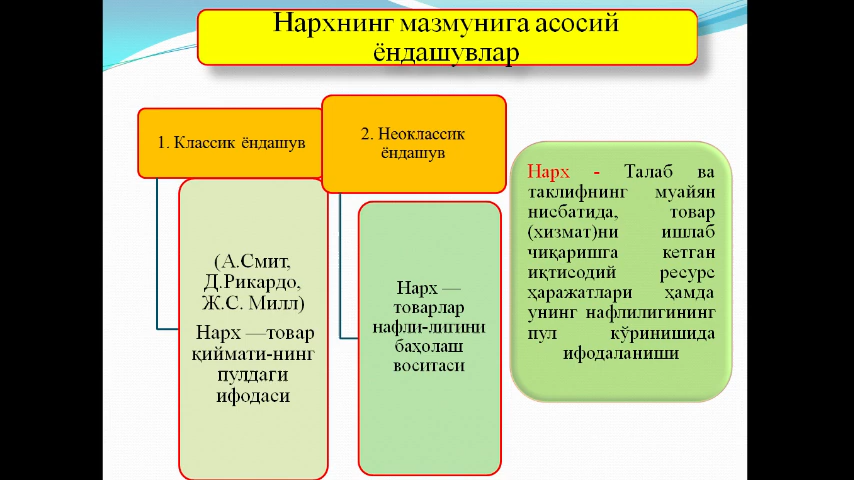 Нархнинг мазмунига асосий
ёндашувлар
1. Классик ёндашув
(А.Смит,
Д.Рикардо,
Ж.С. Милл)
Нарх —товар
қиймати-нинг
пулдаги
ифодаси
2. Неоклассик
ёндашув
Нарх —
товарлар
нафли-лигини
баҳолаш
воситаси
Нарх - Талаб ва
таклифнинг муайян
нисбатида, товар
(хизмат)ни ишлаб
чиқаришга кетган
иқтисодий ресурс
ҳаражатлари ҳамда
унинг нафлилигининг
пул кўринишида
ифодаланиши